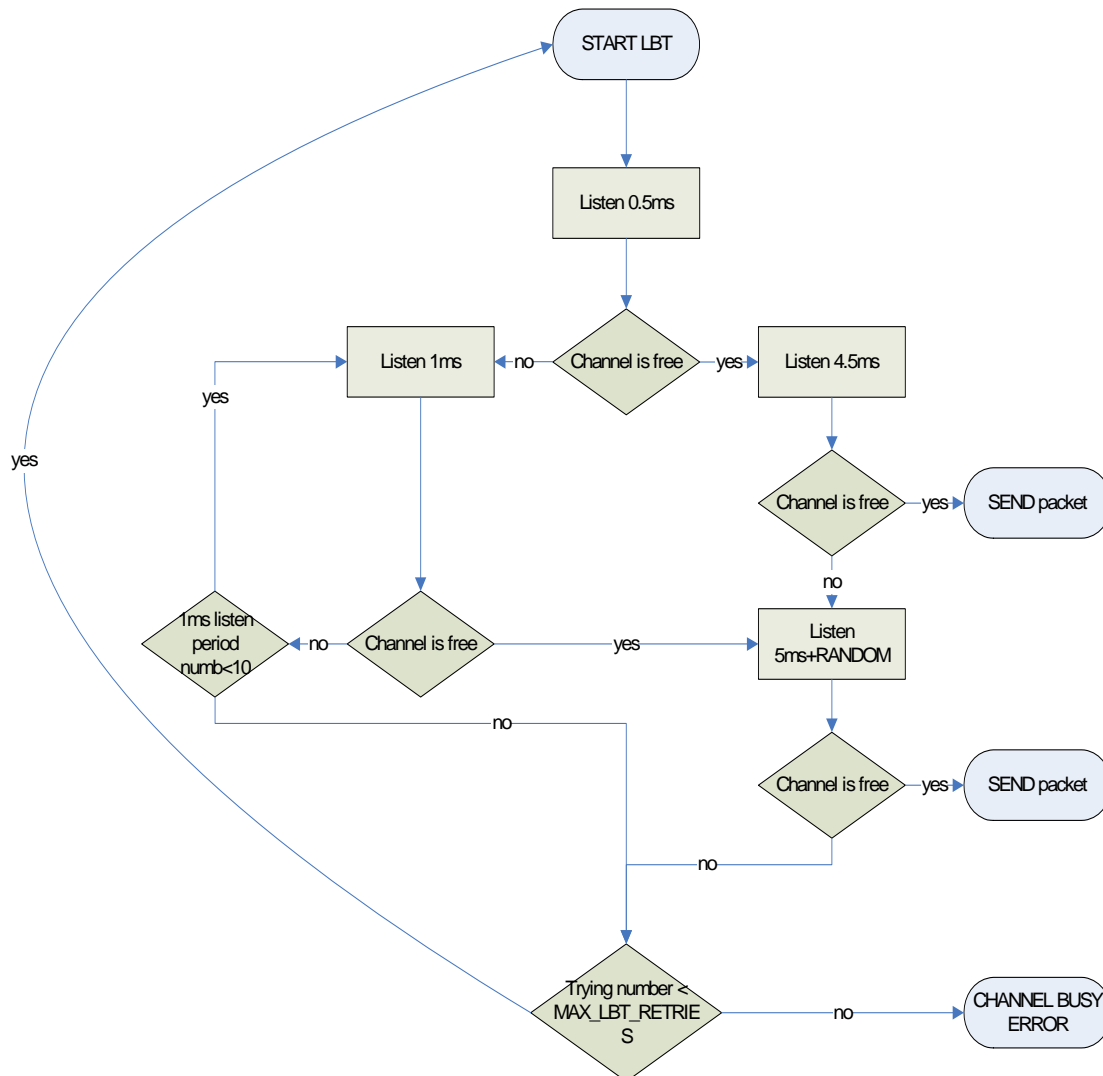 START LBT
Listen 0.5ms
Listen 1ms
no
Channel is free
yes
Listen 4.5ms
yes
yes
Channel is free
yes
SEND packet
no
1ms listen
period
numb<10
no
Channel is free
yes
Listen
5ms+RANDOM
no
Channel is free
yes
SEND packet
no
Trying number <
MAX_LBT_RETRIE
S
no
CHANNEL BUSY
ERROR